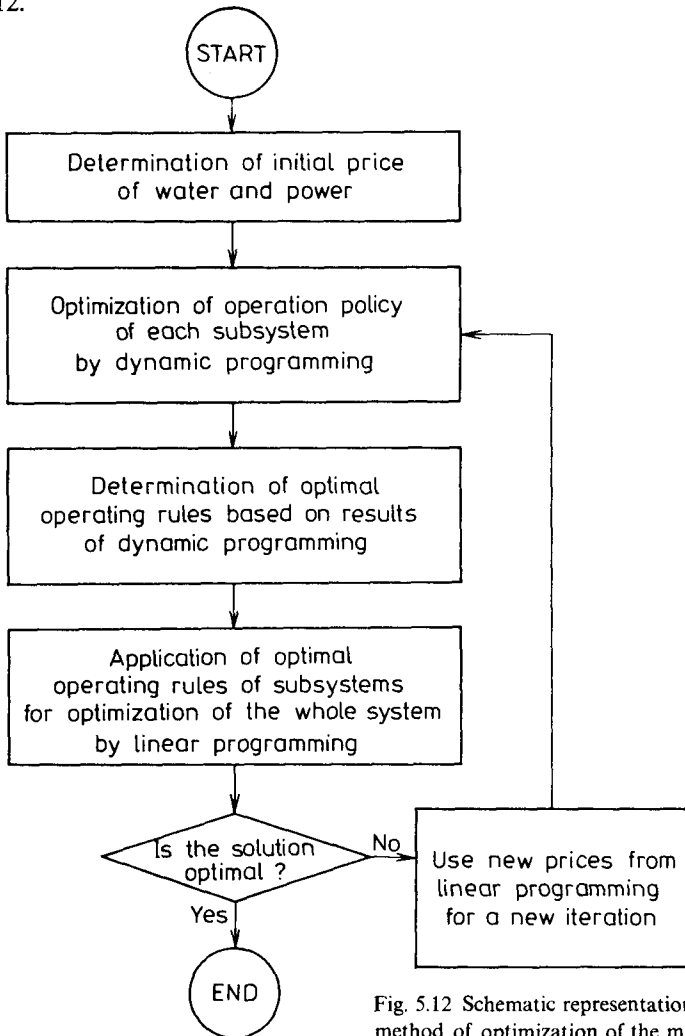 12.
START
Determination of initial price
of water and power
Optimization of operation policy
of each subsystem
by dynamic programming
Determination of optimal
operating rules based on results
of dynamic programming
Application of optimal
operating rules of subsystems
for optimization of the whole system
by linear programming
Is the solution
optimal ?
No
Yes
Use new prices from
linear programming
for a new iteration
END
Fig. 5.12 Schematic representation
method of optimization of the m